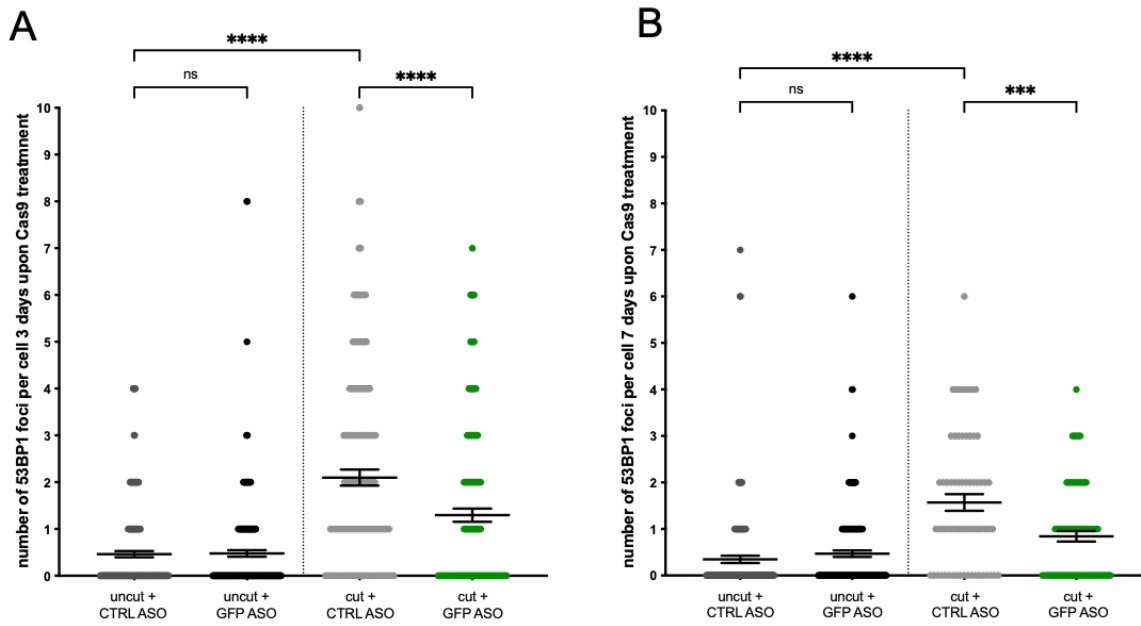 A
****
ns
****
number of 53BP1 foci per cell 3 days upon Cas9 treatmnent
10
9
8
7
6
5
4
3
2
1
0
uncut +
CTRL ASO
uncut +
GFP ASO
cut +
CTRL ASO
cut +
GFP ASO
B
****
ns
***
number of 53BP1 foci per cell 7 days upon Cas9 treatmnent
10
9
8
7
6
5
4
3
2
1
0
uncut +
CTRL ASO
uncut +
GFP ASO
cut +
CTRL ASO
cut +
GFP ASO